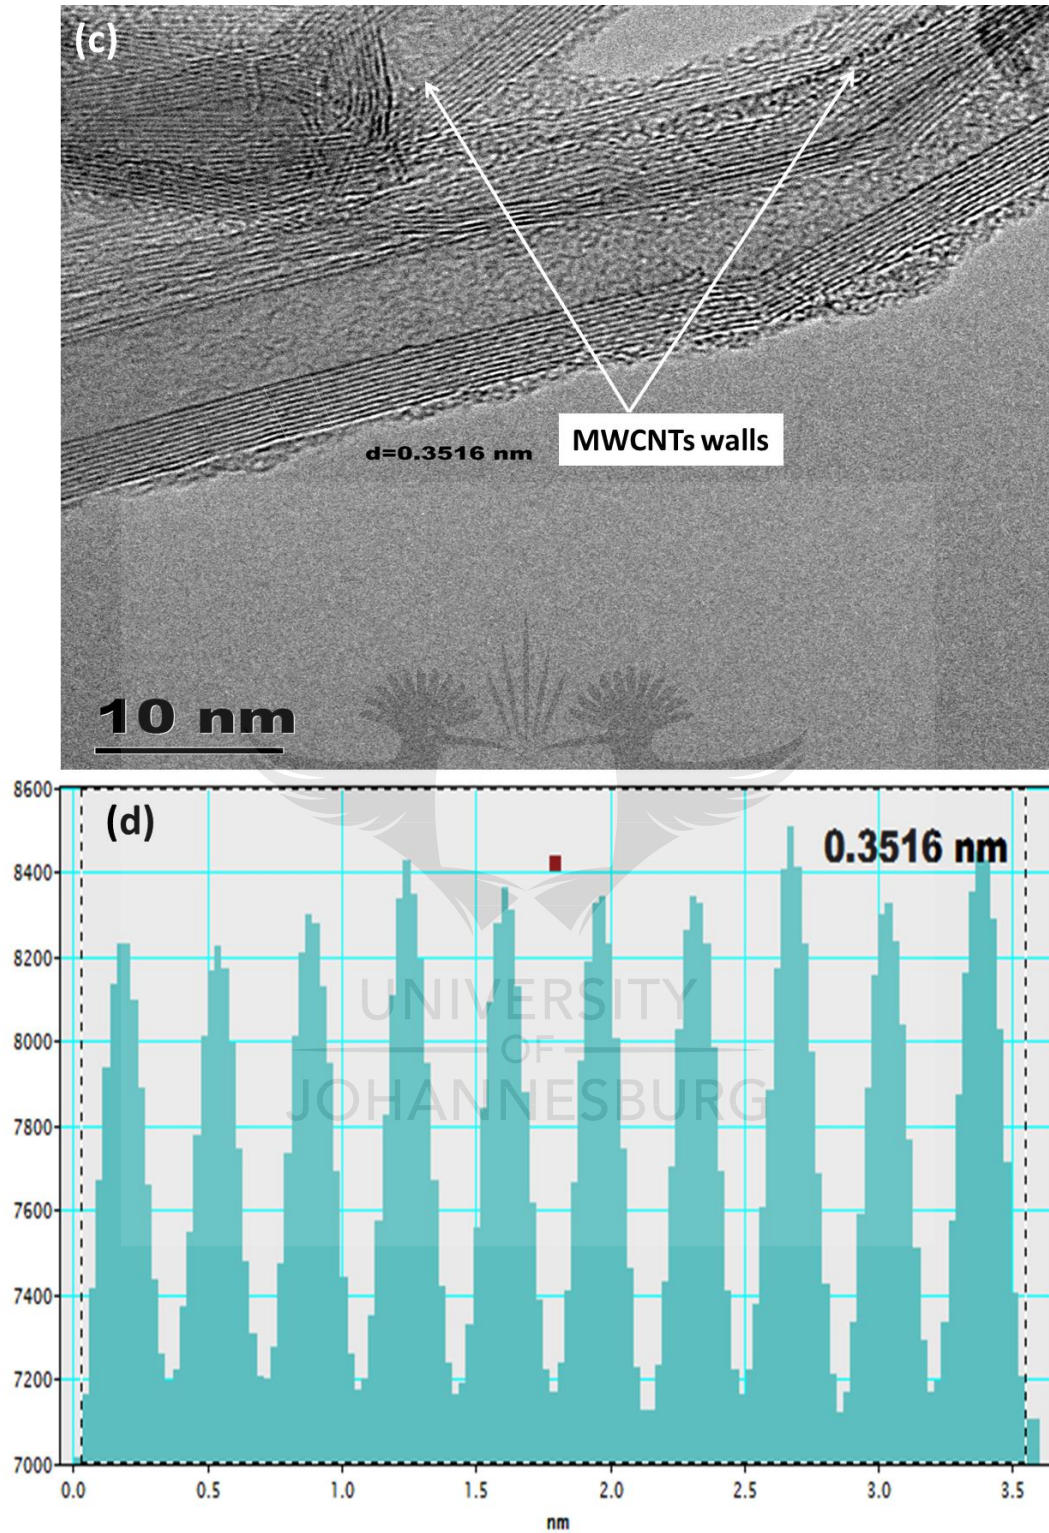 (c)
MWCNTs walls
d=0.3516 nm
10 nm
(d)
0.3516 nm
8600
8400
8200
8000
7800
7600
7400
7200
7000
0.0 0.5 1.0 1.5 2.0 2.5 3.0 3.5
nm
UNIVERSITY
OF
JOHANNESBURG